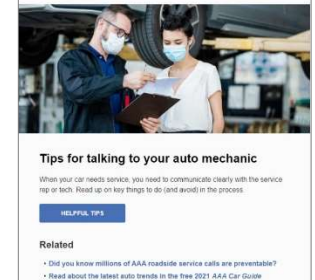 Tips for talking to your auto mechanic
When your car needs service, you need to communicate clearly with the service
rep or tech. Read up on key things to do (and avoid) in the process.
HELPFUL TIPS
Related
• Did you know millions of AAA roadside service calls are preventable?
• Read about the latest auto trends in the free 2021 AAA Car Guide